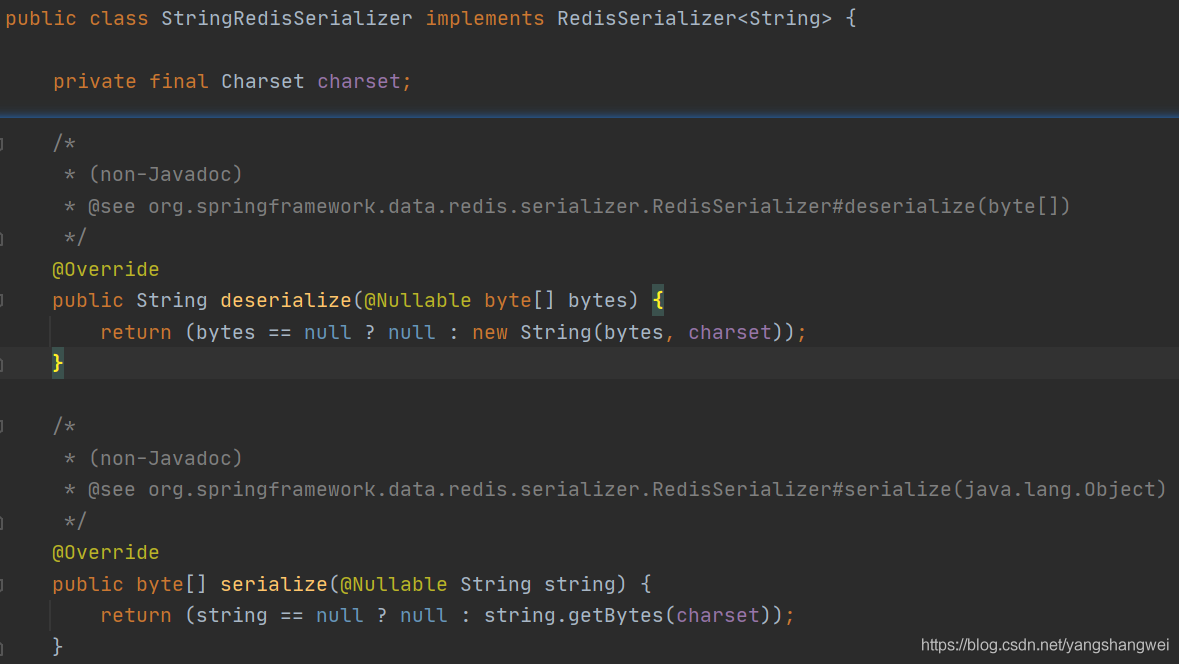 public class StringRedisSerializer implements RedisSerializer<String> {
private final Charset charset;
/*
* (non-Javadoc)
* @see org.springframework.data.redis.serializer.RedisSerializer#deserialize(byte[])
*/
@Override
public String deserialize(@Nullable byte[] bytes) {
return (bytes == null ? null : new String(bytes, charset));
}
/*
* (non-Javadoc)
* @see org.springframework.data.redis.serializer.RedisSerializer#serialize(java.lang.Object)
*/
@Override
public byte[] serialize(@Nullable String string) {
return (string == null ? null : string.getBytes(charset));
}
https://blog.csdn.net/yangshangwei